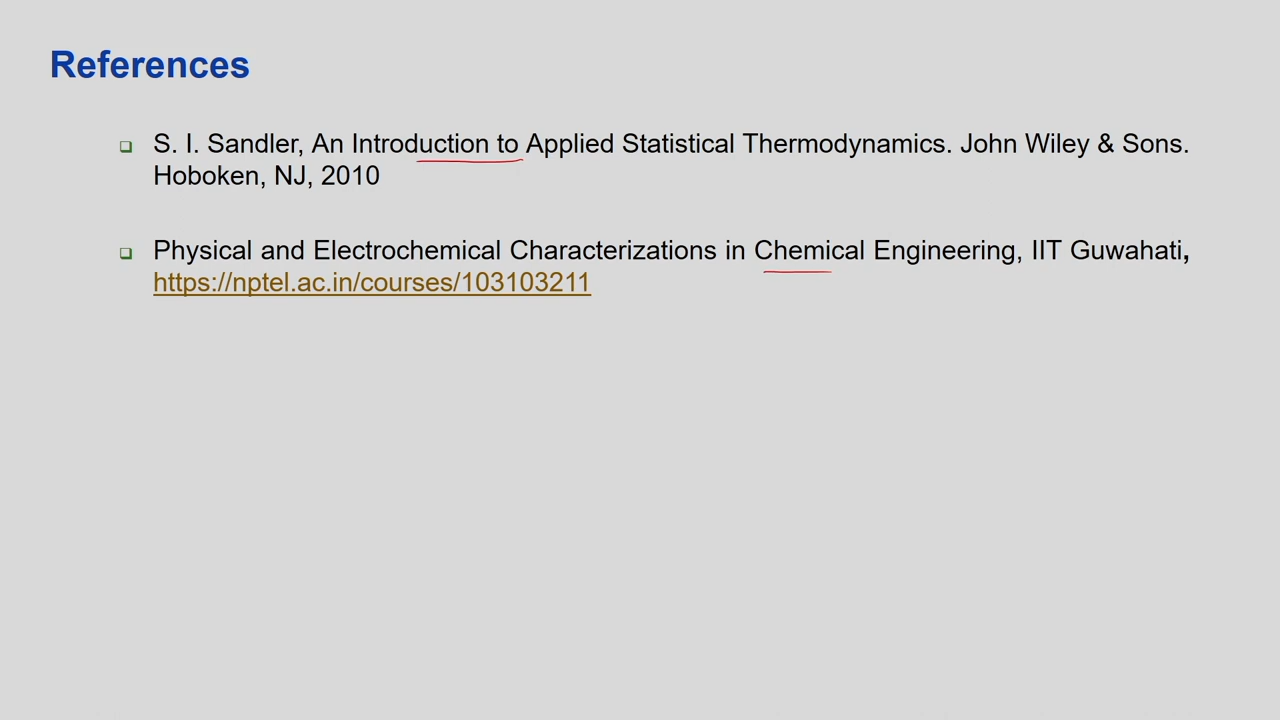 References
S. I. Sandler, An Introduction to Applied Statistical Thermodynamics. John Wiley & Sons.
Hoboken, NJ, 2010
Physical and Electrochemical Characterizations in Chemical Engineering, IIT Guwahati,
https://nptel.ac.in/courses/103103211